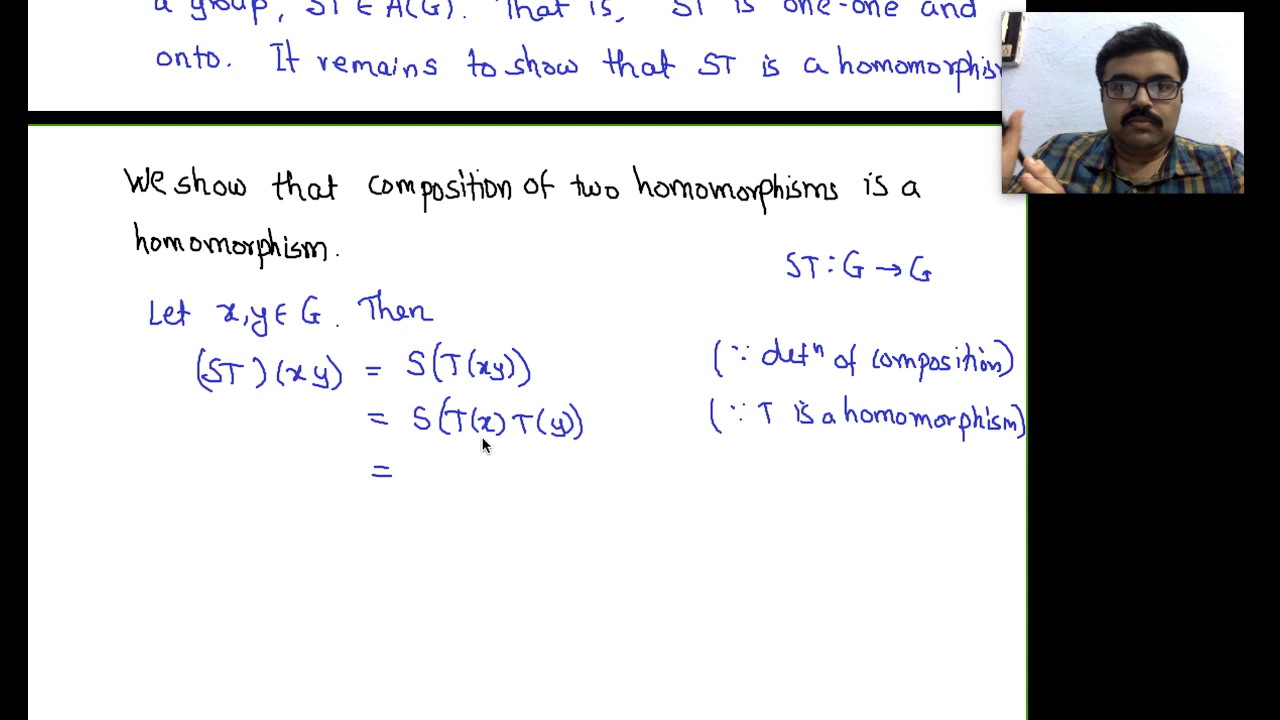 a group, ST ∈ A(G). That is, ST is one-one and
onto. It remains to show that ST is a homomorphism
We show that composition of two homomorphisms is a
homomorphism.
ST : G → G
Let x, y ∈ G. Then
(ST)(xy) = S(T(xy)) (∵ defⁿ of composition)
= S(T(x) T(y)) (∵ T is a homomorphism)
=